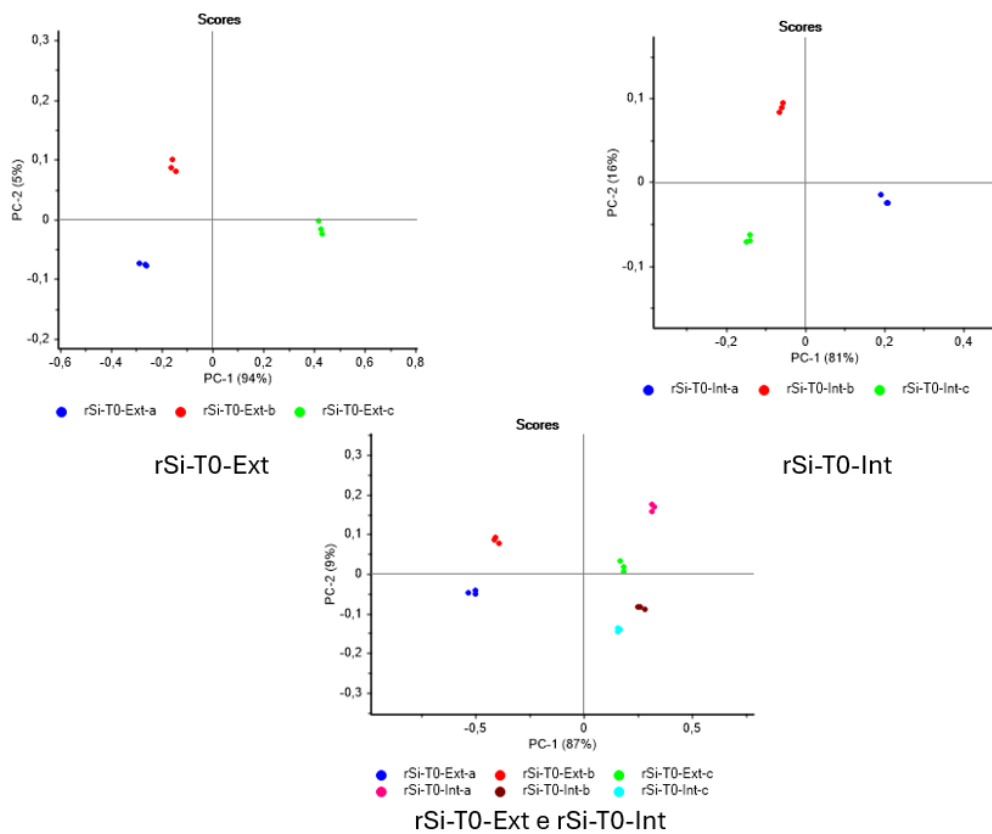 Scores
0,3
0,2
0,1
0
-0,1
-0,2
PC-2 (5%)
-0,6 -0,4 -0,2 0 0,2 0,4 0,6 0,8
PC-1 (94%)
rSi-T0-Ext-a rSi-T0-Ext-b rSi-T0-Ext-c
rSi-T0-Ext
Scores
0,1
0
-0,1
PC-2 (16%)
-0,2 0 0,2 0,4
PC-1 (81%)
rSi-T0-Int-a rSi-T0-Int-b rSi-T0-Int-c
rSi-T0-Int
Scores
0,3
0,2
0,1
0
-0,1
-0,2
-0,3
PC-2 (9%)
-0,5 0 0,5
PC-1 (87%)
rSi-T0-Ext-a rSi-T0-Ext-b rSi-T0-Ext-c
rSi-T0-Int-a rSi-T0-Int-b rSi-T0-Int-c
rSi-T0-Ext e rSi-T0-Int